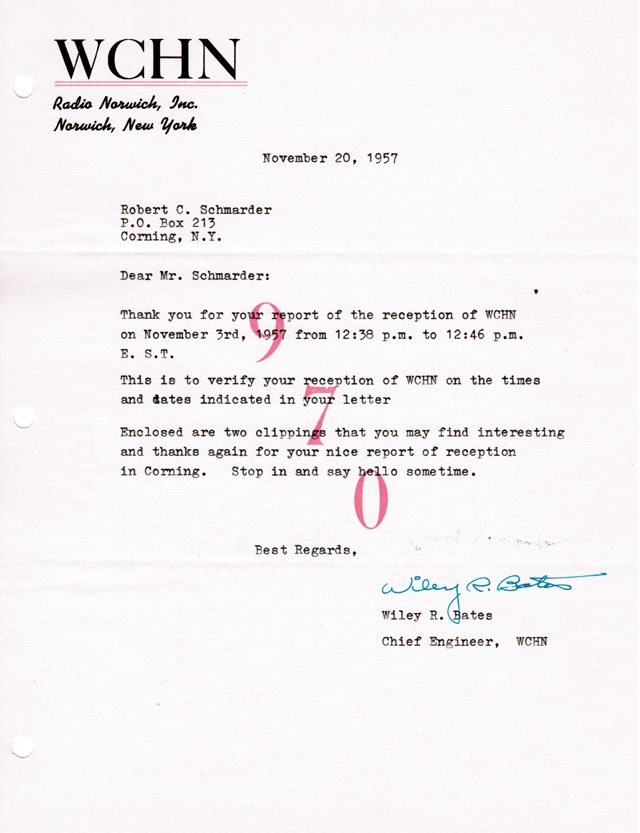 WCHN
Radio Norwich, Inc.
Norwich, New York
November 20, 1957
Robert C. Schmarder
P.O. Box 213
Corning, N.Y.
Dear Mr. Schmarder:
Thank you for your report of the reception of WCHN
on November 3rd, 1957 from 12:38 p.m. to 12:46 p.m.
E. S.T.
This is to verify your reception of WCHN on the times
and dates indicated in your letter
Enclosed are two clippings that you may find interesting
and thanks again for your nice report of reception
in Corning. Stop in and say hello sometime.
970
Best Regards,
Wiley R. Bates
Wiley R. Bates
Chief Engineer, WCHN